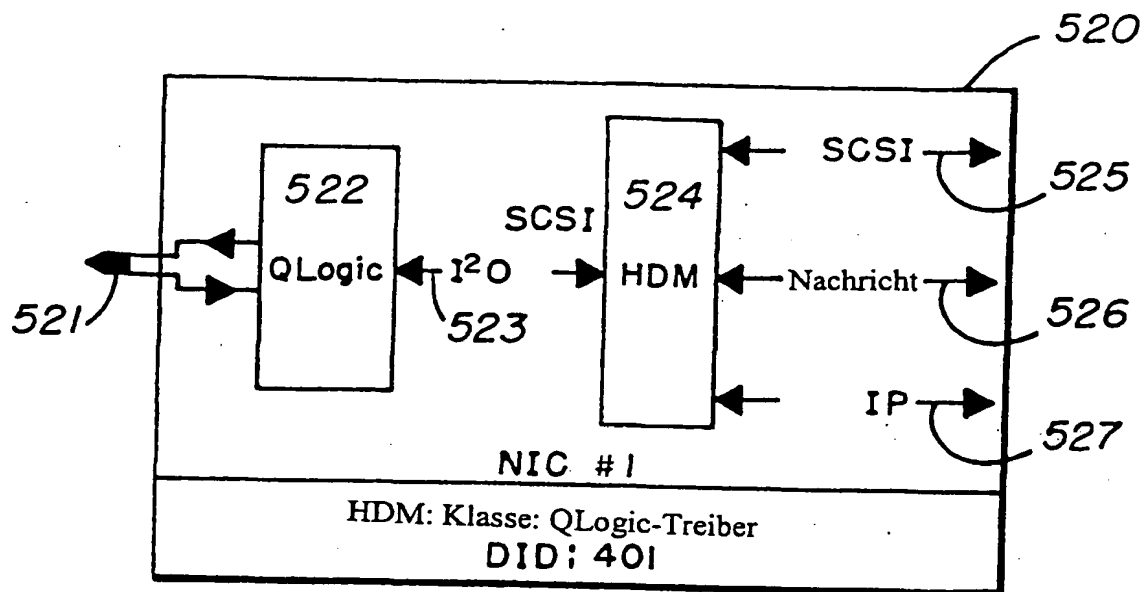 520
522
524
SCSI
525
SCSI
QLogic
I²O
HDM
Nachricht
521
523
526
IP
527
NIC #1
HDM: Klasse: QLogic-Treiber
DID: 401